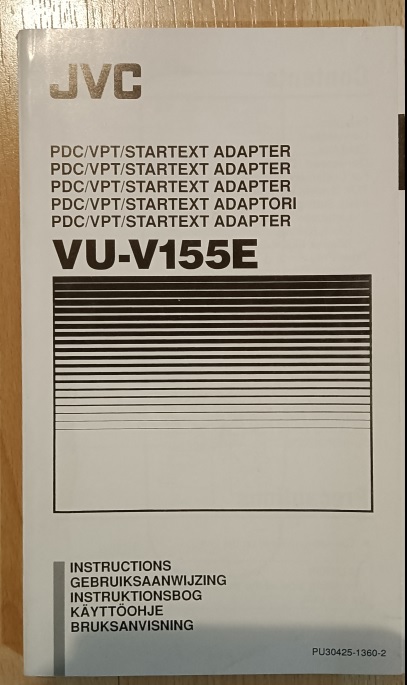 JVC
PDC/VPT/STARTEXT ADAPTER
PDC/VPT/STARTEXT ADAPTER
PDC/VPT/STARTEXT ADAPTER
PDC/VPT/STARTEXT ADAPTORI
PDC/VPT/STARTEXT ADAPTER
VU-V155E
INSTRUCTIONS
GEBRUIKSAANWIJZING
INSTRUKTIONSBOG
KÄYTTÖOHJE
BRUKSANVISNING
PU30425-1360-2